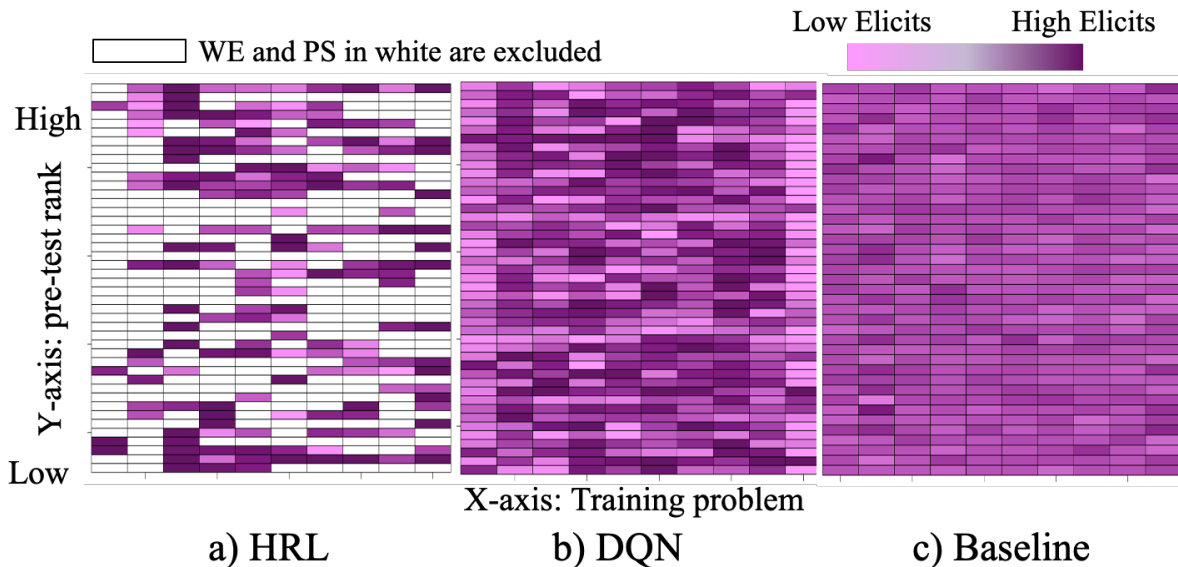 WE and PS in white are excluded
Low Elicits
High Elicits
High
Y-axis: pre-test rank
Low
X-axis: Training problem
a) HRL
b) DQN
c) Baseline